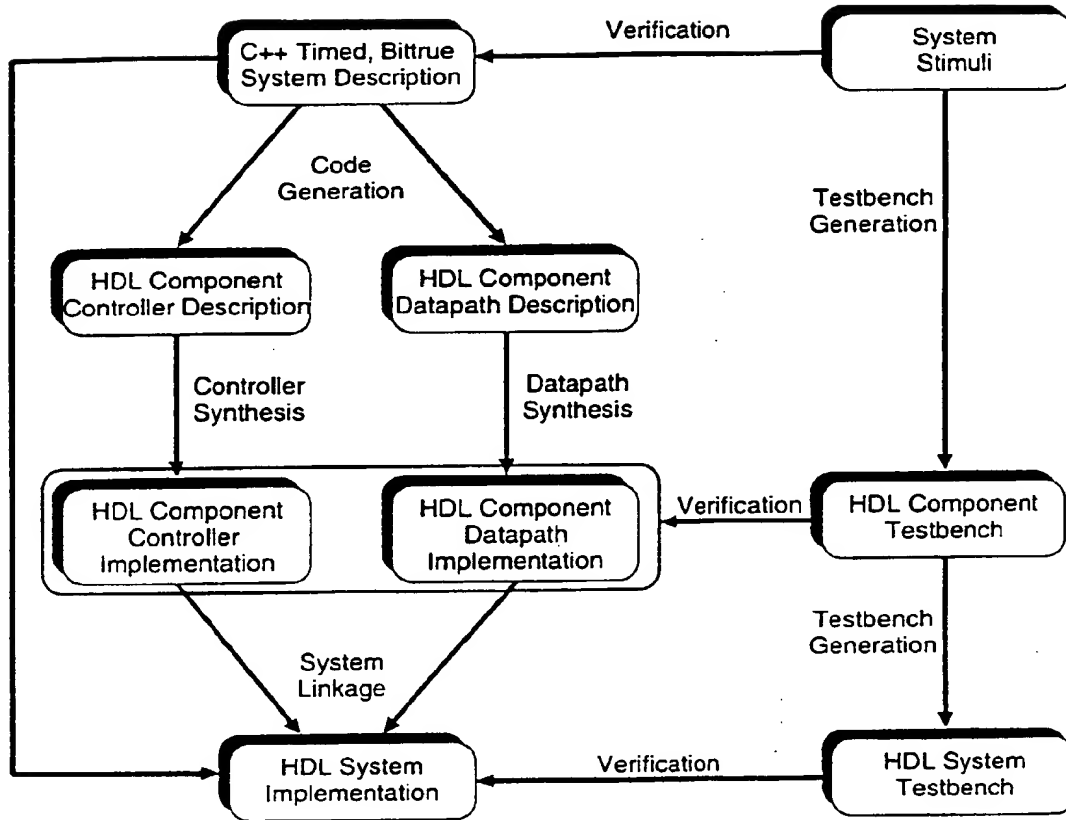 Verification
C++ Timed, Bittrue
System Description
System
Stimuli
Code
Generation
Testbench
Generation
HDL Component
Controller Description
HDL Component
Datapath Description
Controller
Synthesis
Datapath
Synthesis
HDL Component
Controller
Implementation
HDL Component
Datapath
Implementation
Verification
HDL Component
Testbench
Testbench
Generation
System
Linkage
HDL System
Implementation
Verification
HDL System
Testbench